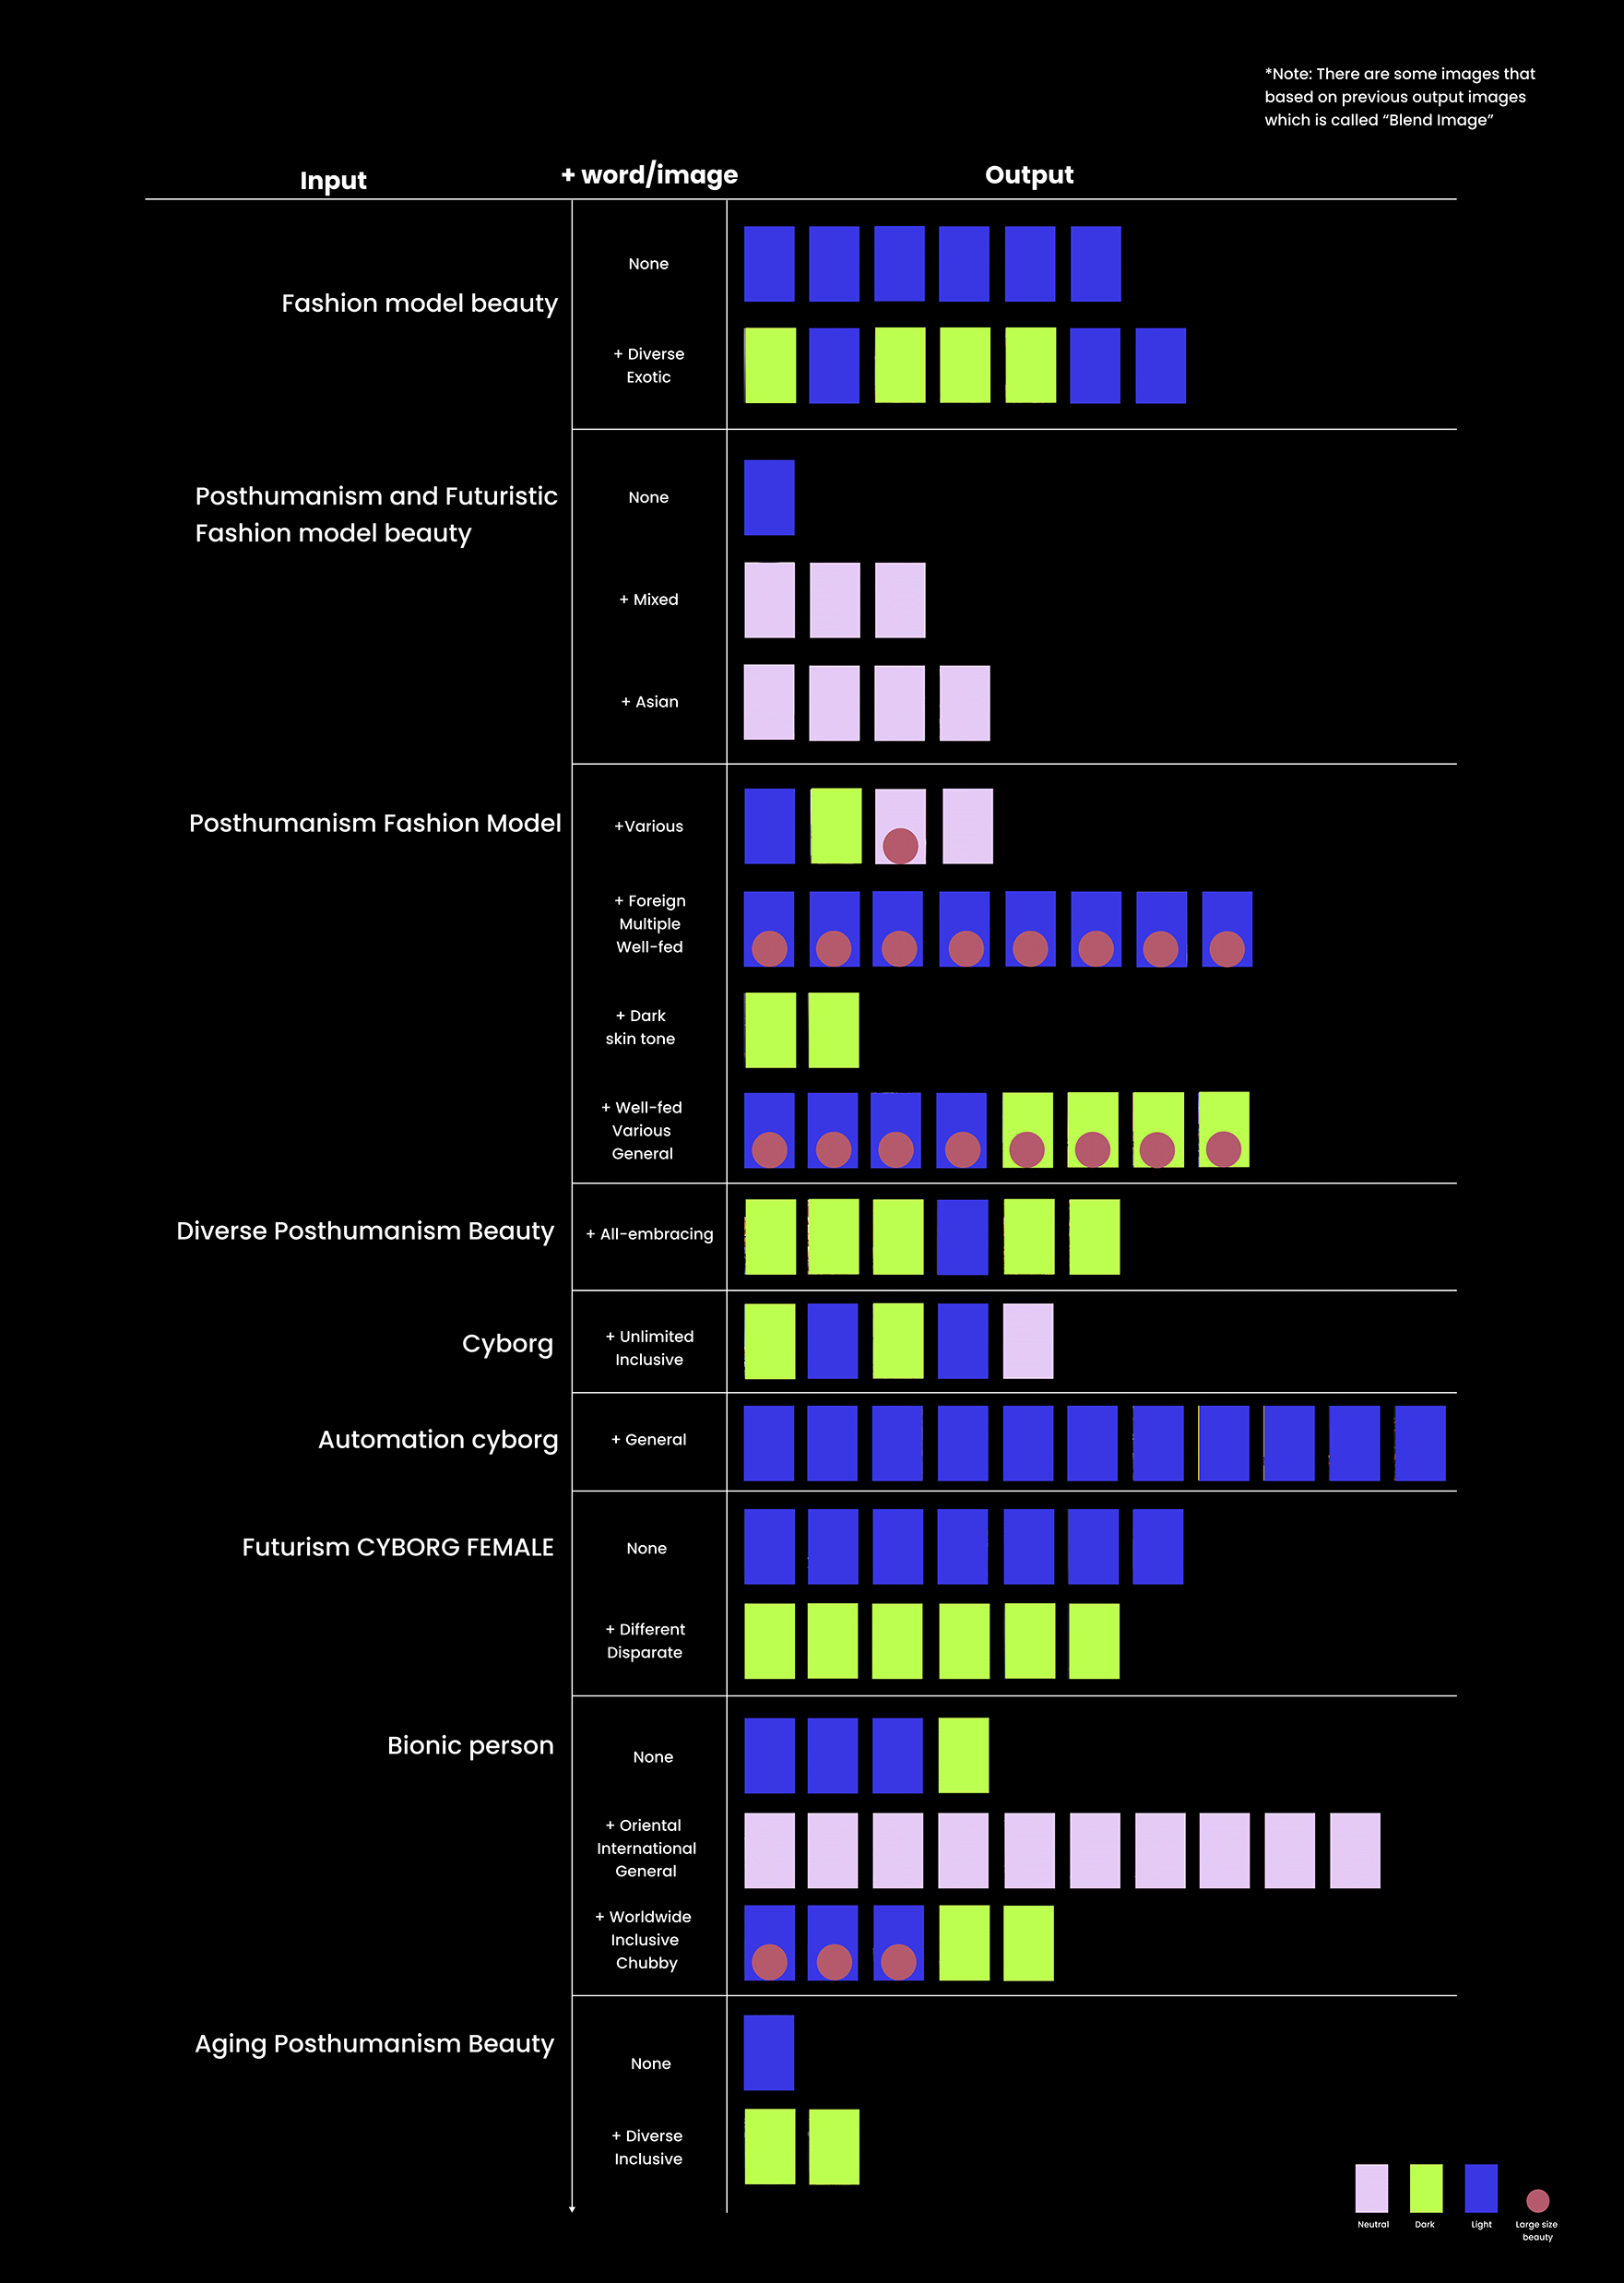 *Note: There are some images that
based on previous output images
which is called “Blend Image”
Input
+ word/image
Output
Fashion model beauty
None
+ Diverse
Exotic
Posthumanism and Futuristic
Fashion model beauty
None
+ Mixed
+ Asian
Posthumanism Fashion Model
+Various
+ Foreign
Multiple
Well-fed
+ Dark
skin tone
+ Well-fed
Various
General
Diverse Posthumanism Beauty
+ All-embracing
Cyborg
+ Unlimited
Inclusive
Automation cyborg
+ General
Futurism CYBORG FEMALE
None
+ Different
Disparate
Bionic person
None
+ Oriental
International
General
+ Worldwide
Inclusive
Chubby
Aging Posthumanism Beauty
None
+ Diverse
Inclusive
Neutral
Dark
Light
Large size
beauty